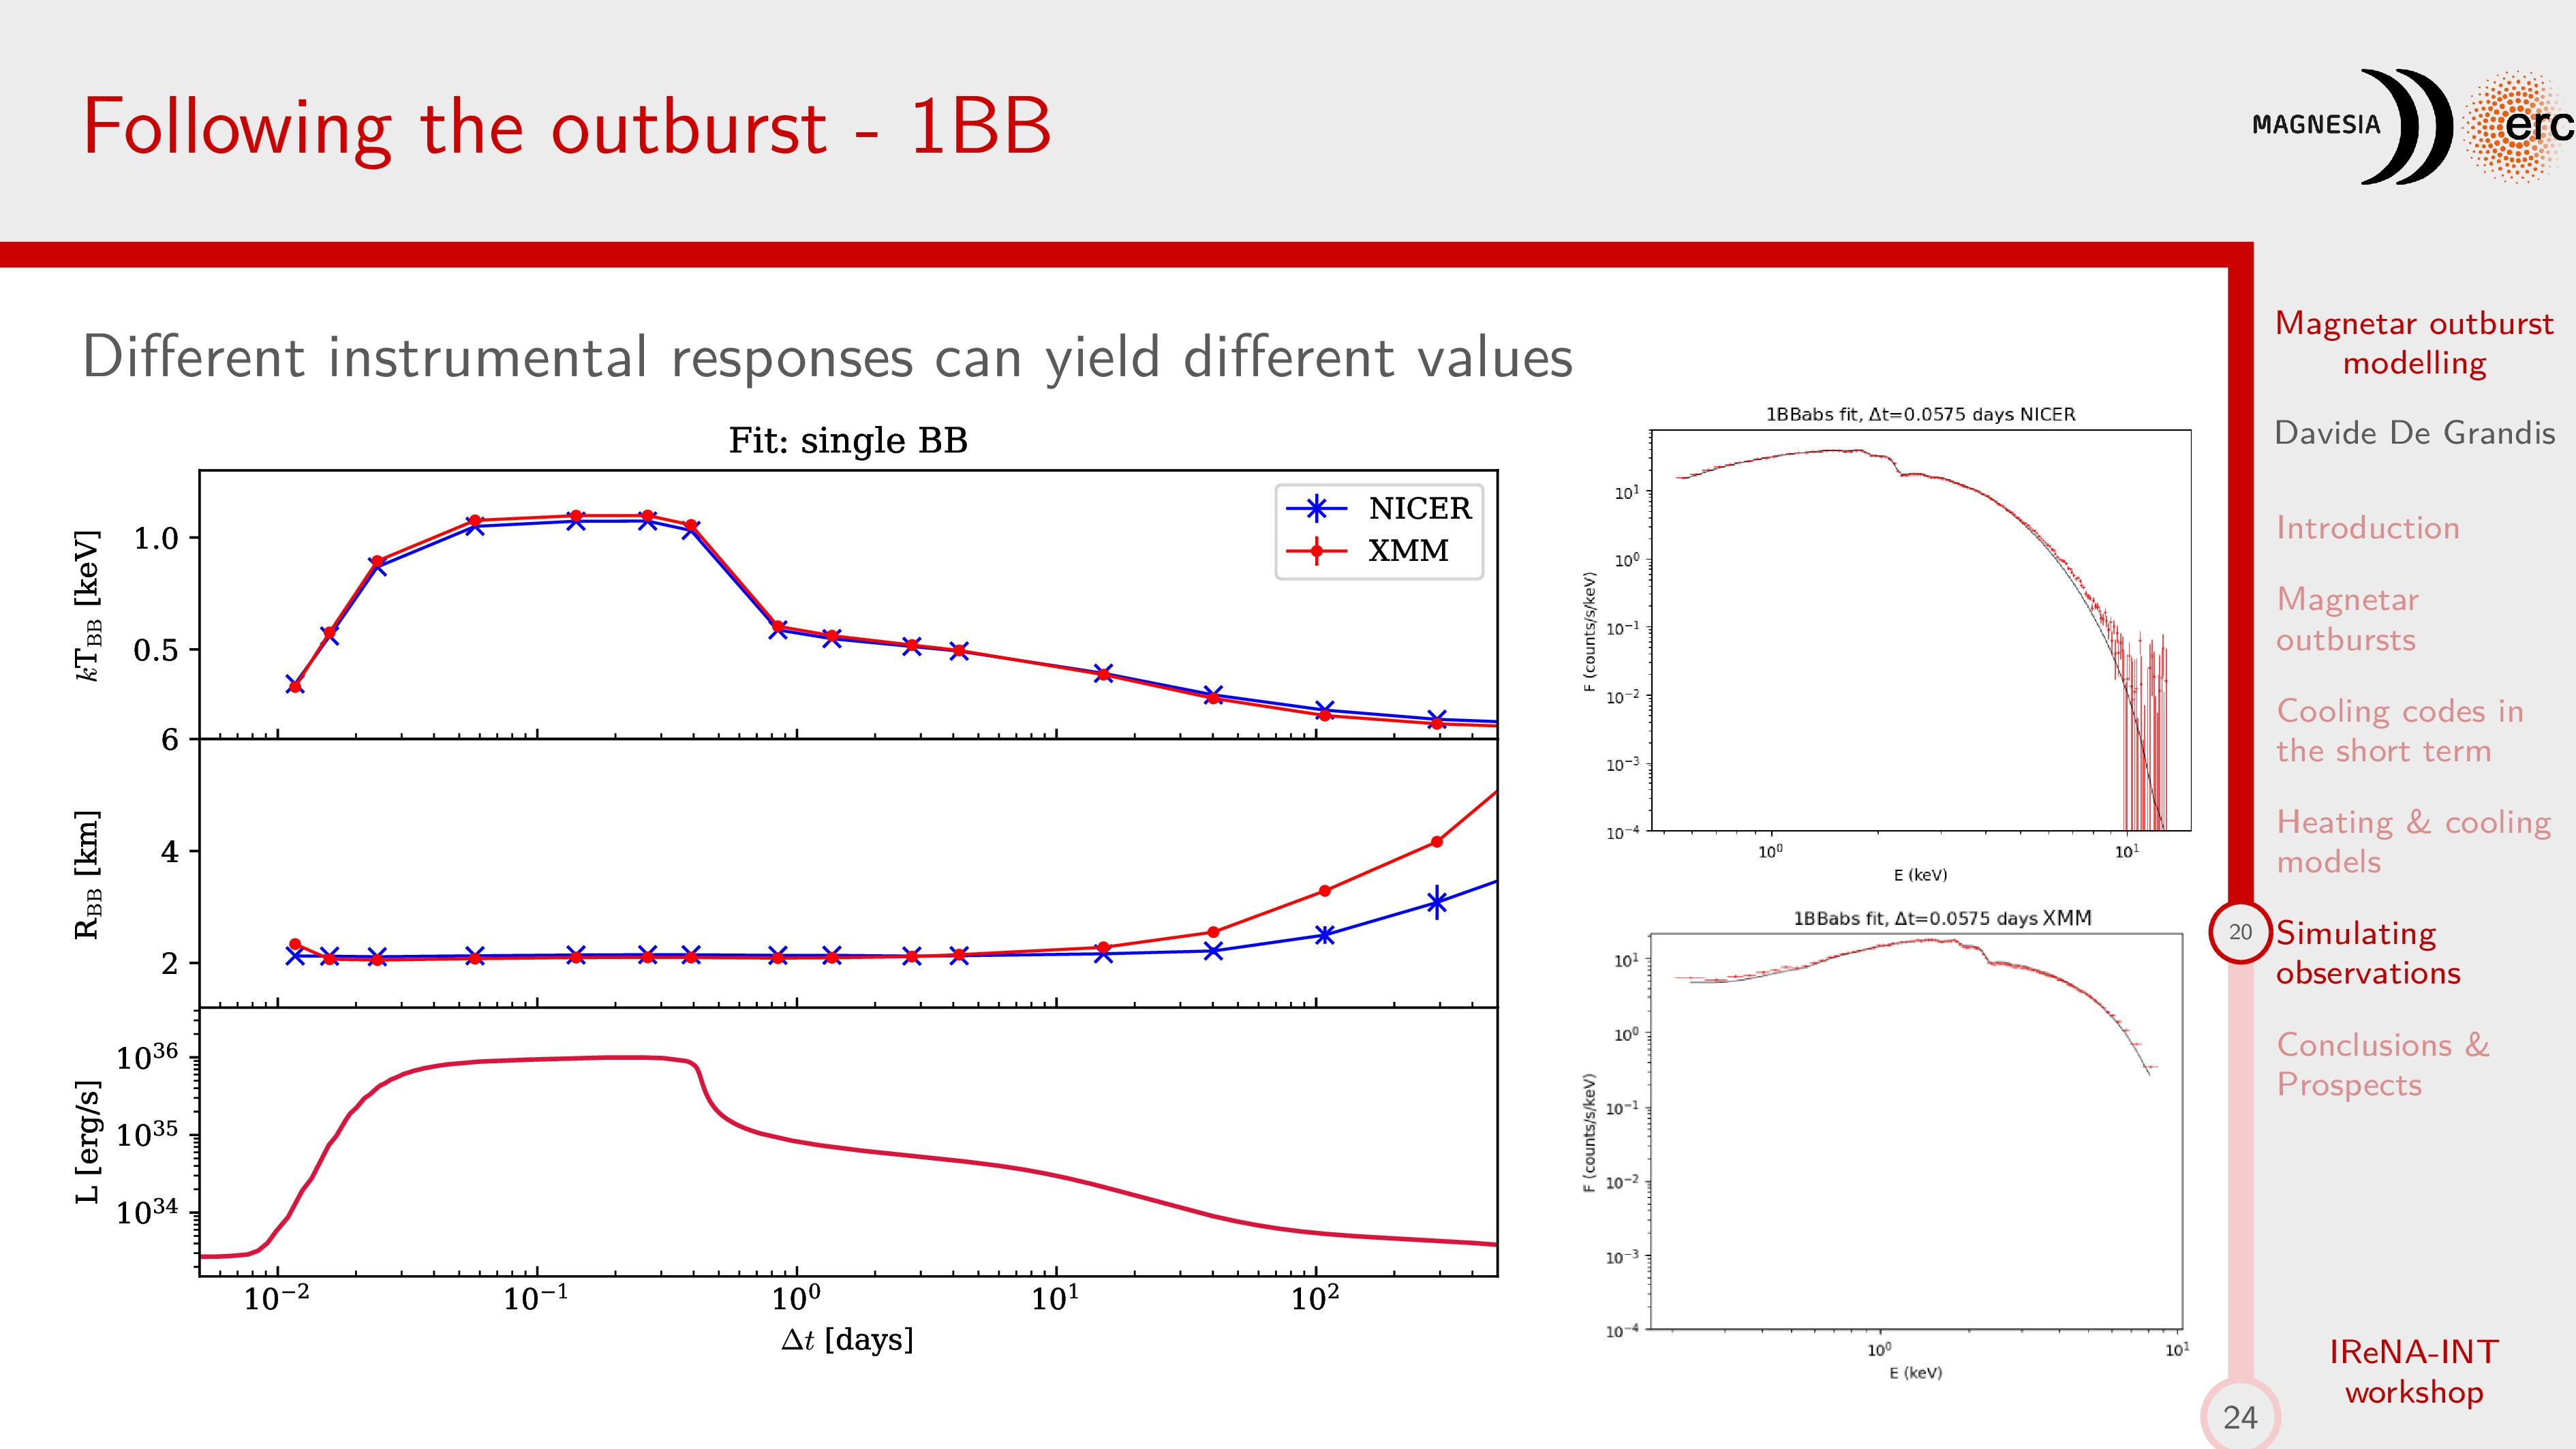 Following the outburst - 1BB
MAGNESIA
erc
Different instrumental responses can yield different values
Fit: single BB
NICER
XMM
kT_BB [keV]
1.0
0.5
R_BB [km]
6
4
2
L [erg/s]
10^36
10^35
10^34
10^−2
10^−1
10^0
10^1
10^2
Δt [days]
1BBabs fit, Δt=0.0575 days NICER
F (counts/s/keV)
10^1
10^0
10^−1
10^−2
10^−3
10^−4
10^0
10^1
E (keV)
1BBabs fit, Δt=0.0575 days XMM
F (counts/s/keV)
10^1
10^0
10^−1
10^−2
10^−3
10^−4
10^0
10^1
E (keV)
Magnetar outburst
modelling
Davide De Grandis
Introduction
Magnetar
outbursts
Cooling codes in
the short term
Heating & cooling
models
20
Simulating
observations
Conclusions &
Prospects
IReNA-INT
workshop
24